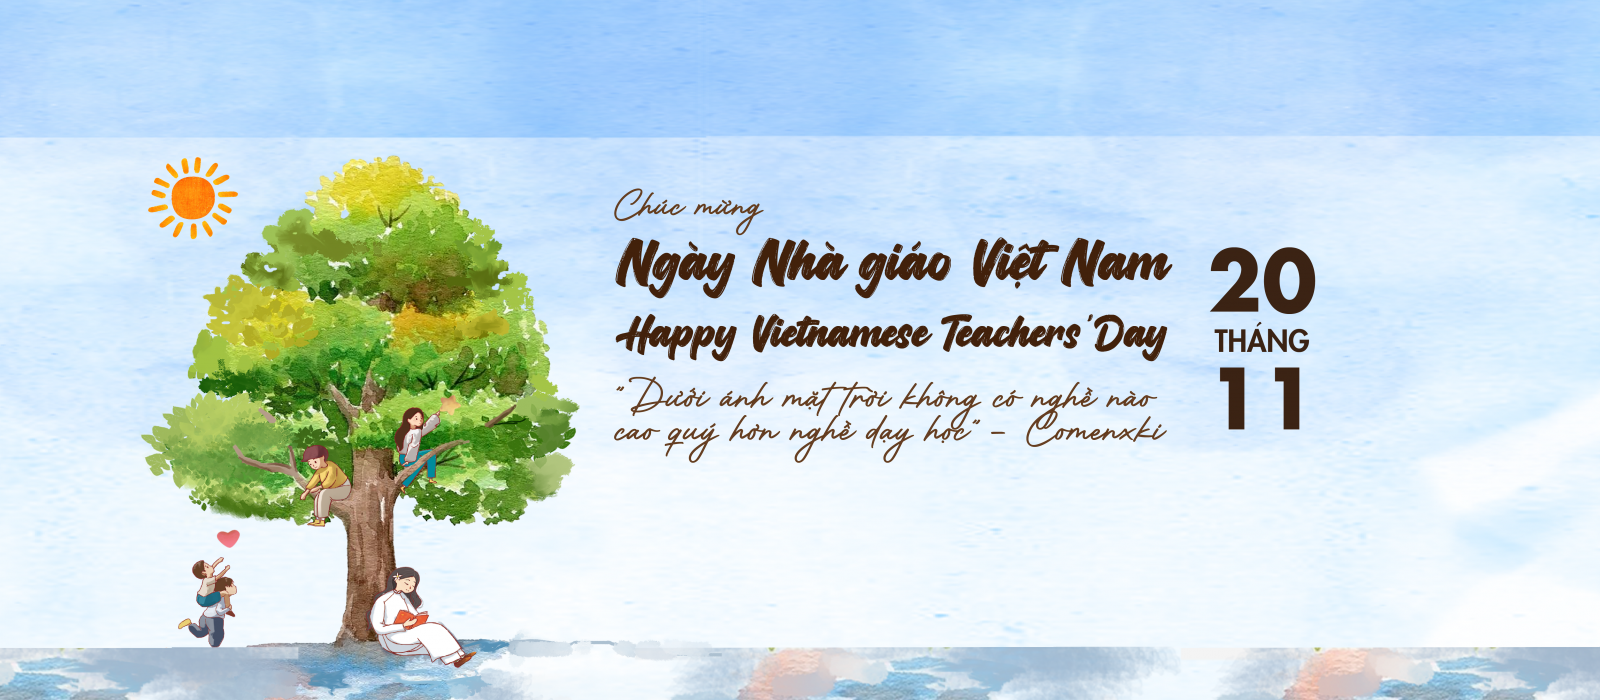 Chúc mừng
Ngày Nhà giáo Việt Nam
Happy Vietnamese Teachers' Day
"Dưới ánh mặt trời không có nghề nào
cao quý hơn nghề dạy học" - Comenxki
20
THÁNG
11